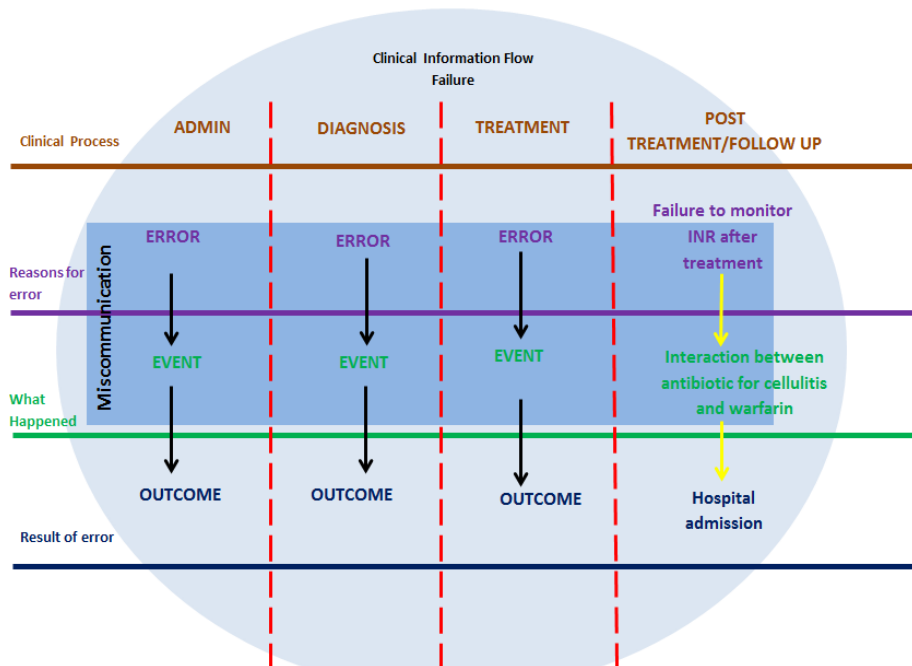 Clinical Information Flow
Failure
Clinical Process
ADMIN
DIAGNOSIS
TREATMENT
POST
TREATMENT/FOLLOW UP
Miscommunication
Reasons for
error
ERROR
ERROR
ERROR
Failure to monitor
INR after
treatment
What
Happened
EVENT
EVENT
EVENT
Interaction between
antibiotic for cellulitis
and warfarin
Result of error
OUTCOME
OUTCOME
OUTCOME
Hospital
admission